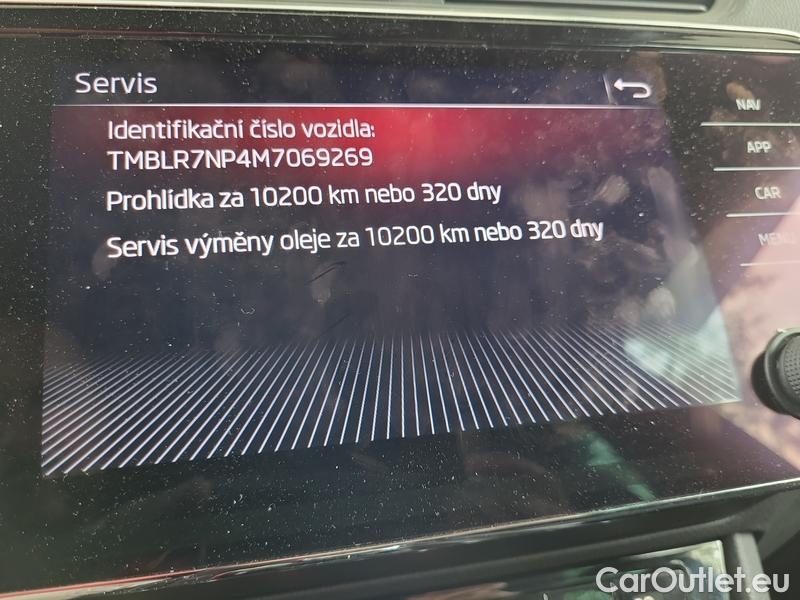 Servis
Identifikační číslo vozidla:
TMBLR7NP4M7069269
Prohlídka za 10200 km nebo 320 dny
Servis výměny oleje za 10200 km nebo 320 dny
NAV
APP
CAR
MENU
CarOutlet.eu